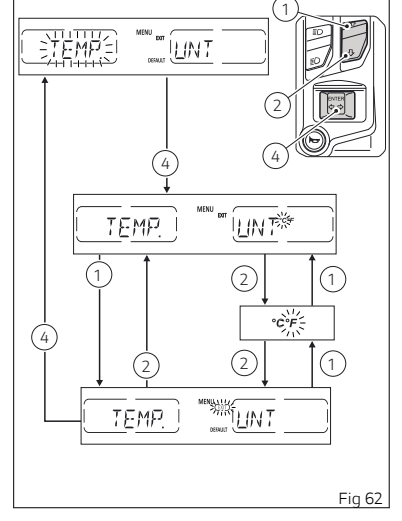 1
TEMP.
MENU
EXIT
DEFAULT
UNT
2
ENTER
4
4
TEMP.
MENU
EXIT
UNT
°C°F
1
2
1
°C°F
4
2
2
1
TEMP.
MENU
DEFAULT
UNT
Fig 62